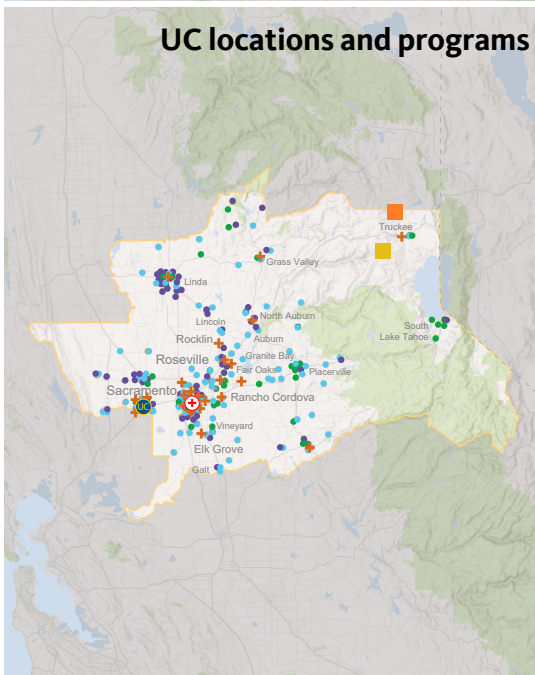 UC locations and programs
Truckee
Grass Valley
Linda
Lincoln
North Auburn
Auburn
Rocklin
South
Lake Tahoe
Roseville
Granite Bay
Fair Oaks
Placerville
Sacramento
Rancho Cordova
UC
Vineyard
Elk Grove
Galt